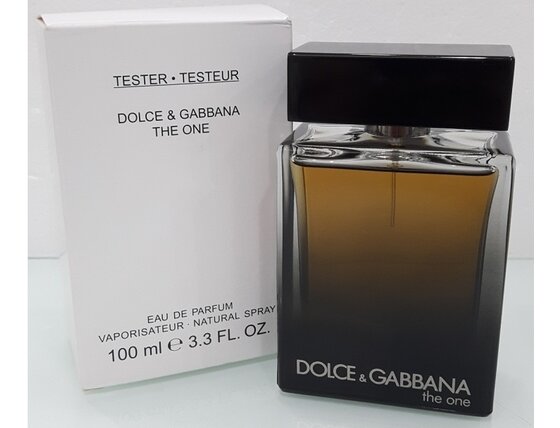 TESTER • TESTEUR
DOLCE & GABBANA
THE ONE
EAU DE PARFUM
VAPORISATEUR · NATURAL SPRAY
100 ml ℮ 3.3 FL. OZ.
DOLCE & GABBANA
the one